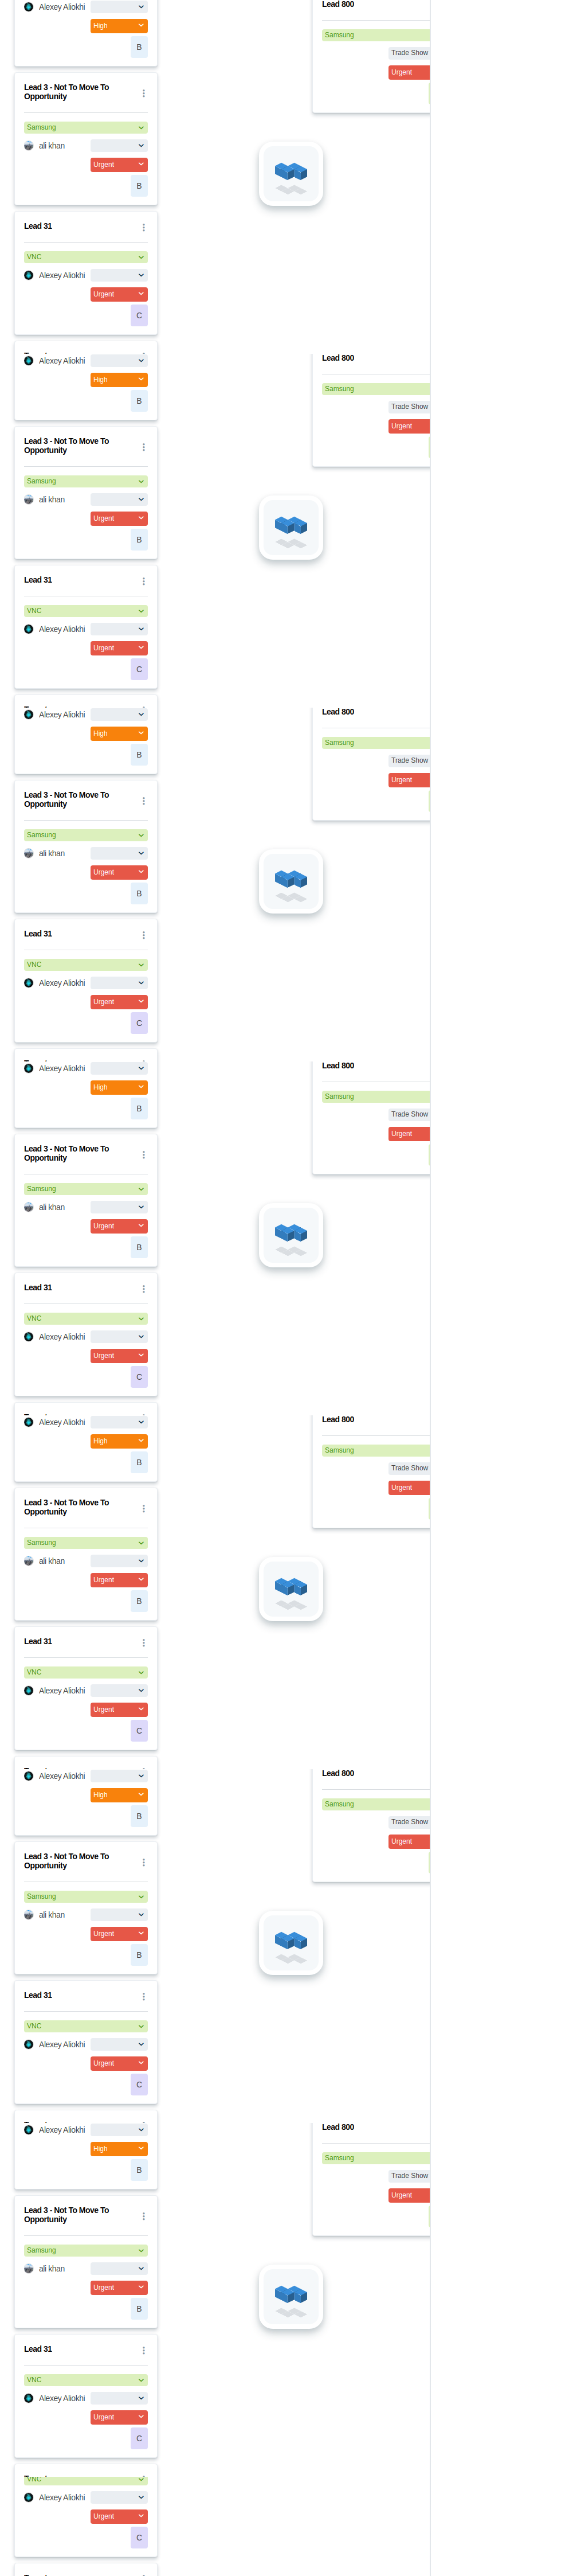 Alexey Aliokhi
High
B
Lead 800
Samsung
Trade Show
Urgent
Lead 3 - Not To Move To
Opportunity
Samsung
ali khan
Urgent
B
Lead 31
VNC
Alexey Aliokhi
Urgent
C
Alexey Aliokhi
High
B
Lead 800
Samsung
Trade Show
Urgent
Lead 3 - Not To Move To
Opportunity
Samsung
ali khan
Urgent
B
Lead 31
VNC
Alexey Aliokhi
Urgent
C
Alexey Aliokhi
High
B
Lead 800
Samsung
Trade Show
Urgent
Lead 3 - Not To Move To
Opportunity
Samsung
ali khan
Urgent
B
Lead 31
VNC
Alexey Aliokhi
Urgent
C
Alexey Aliokhi
High
B
Lead 800
Samsung
Trade Show
Urgent
Lead 3 - Not To Move To
Opportunity
Samsung
ali khan
Urgent
B
Lead 31
VNC
Alexey Aliokhi
Urgent
C
Alexey Aliokhi
High
B
Lead 800
Samsung
Trade Show
Urgent
Lead 3 - Not To Move To
Opportunity
Samsung
ali khan
Urgent
B
Lead 31
VNC
Alexey Aliokhi
Urgent
C
Alexey Aliokhi
High
B
Lead 800
Samsung
Trade Show
Urgent
Lead 3 - Not To Move To
Opportunity
Samsung
ali khan
Urgent
B
Lead 31
VNC
Alexey Aliokhi
Urgent
C
Alexey Aliokhi
High
B
Lead 800
Samsung
Trade Show
Urgent
Lead 3 - Not To Move To
Opportunity
Samsung
ali khan
Urgent
B
Lead 31
VNC
Alexey Aliokhi
Urgent
C
VNC
Alexey Aliokhi
Urgent
C